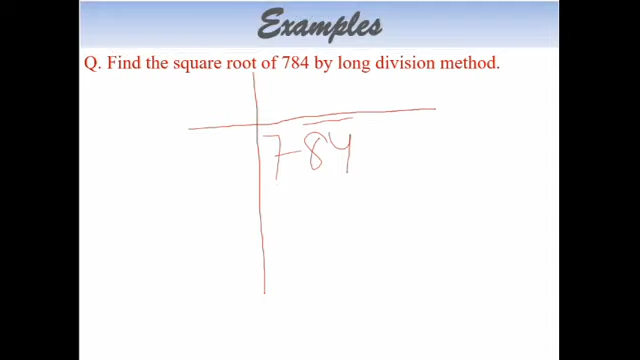 Examples
Q. Find the square root of 784 by long division method.
784